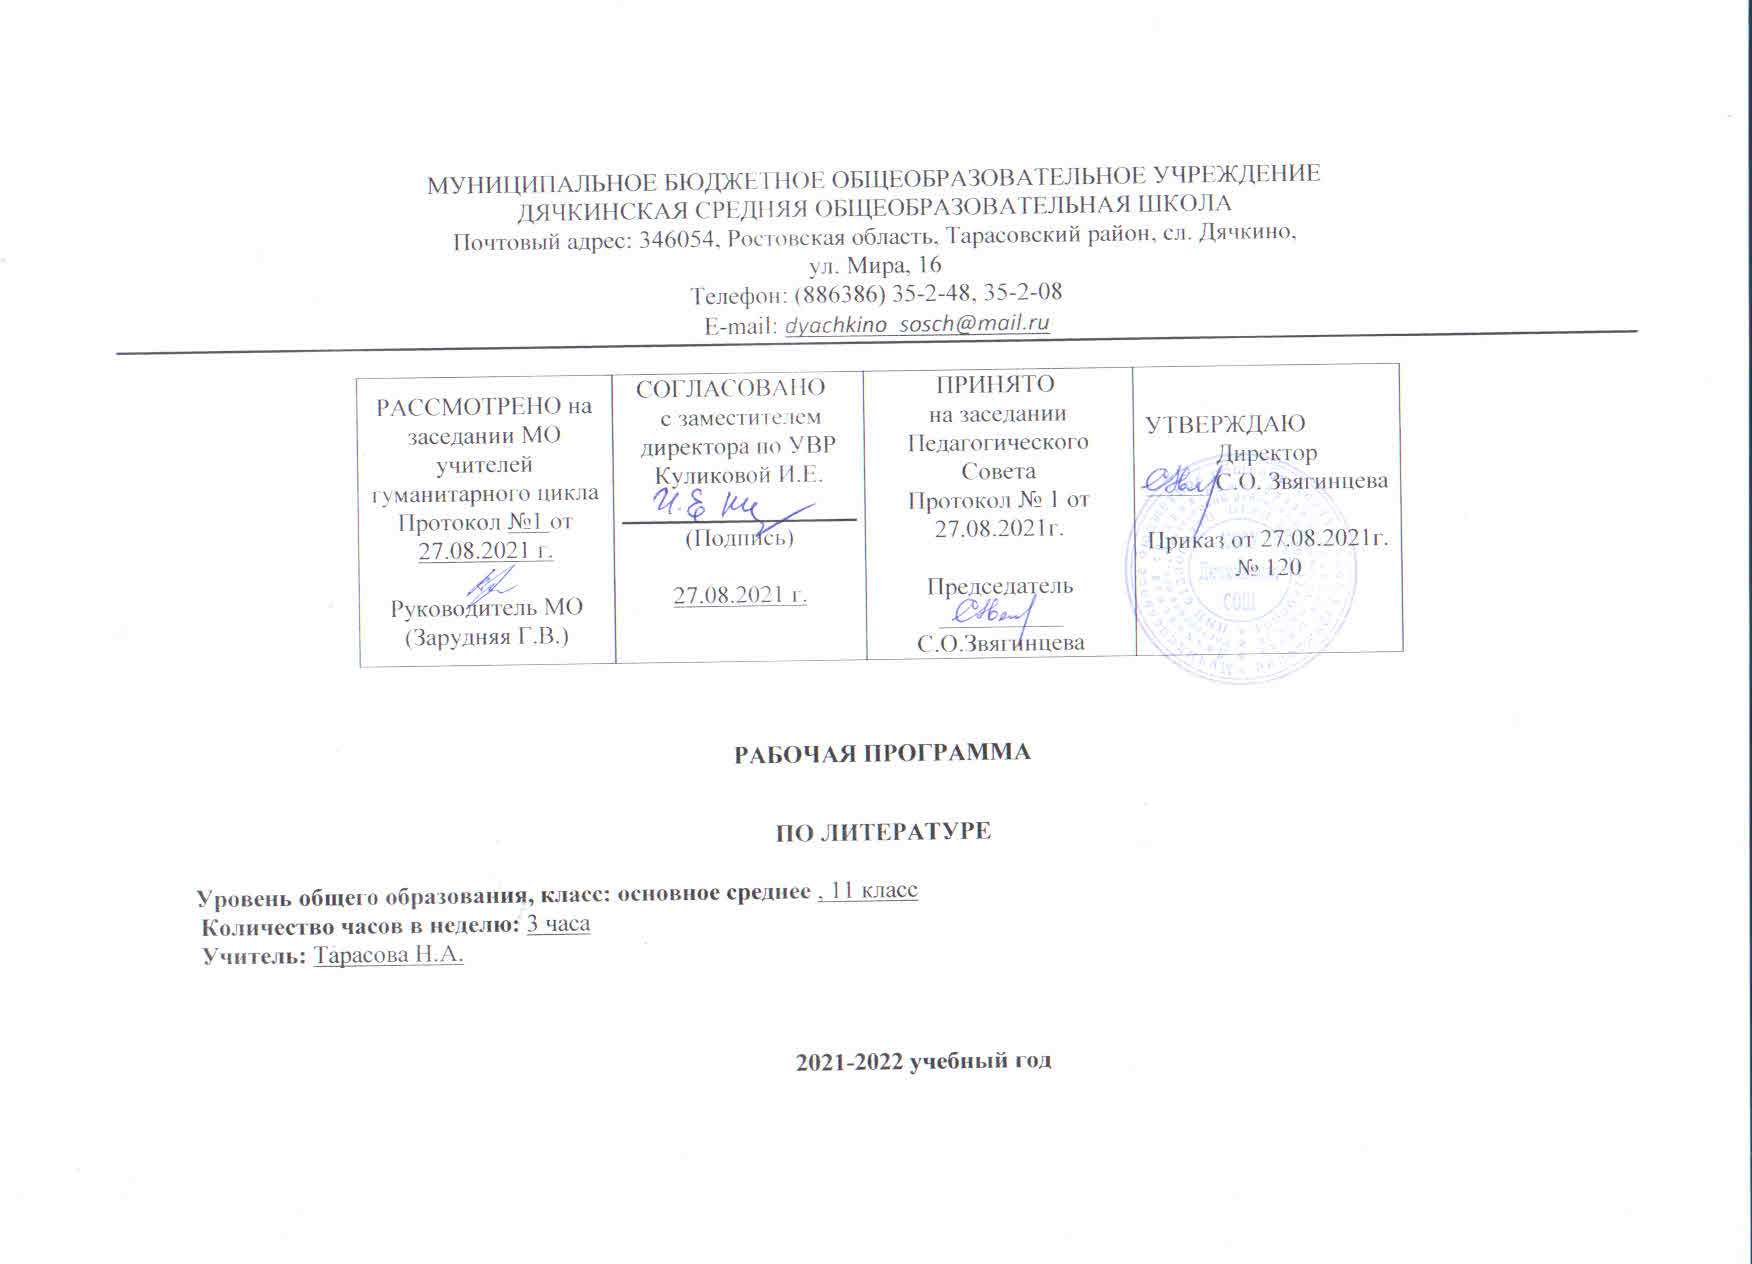 МУНИЦИПАЛЬНОЕ БЮДЖЕТНОЕ ОБЩЕОБРАЗОВАТЕЛЬНОЕ УЧРЕЖДЕНИЕ
ДЯЧКИНСКАЯ СРЕДНЯЯ ОБЩЕОБРАЗОВАТЕЛЬНАЯ ШКОЛА
Почтовый адрес: 346054, Ростовская область, Тарасовский район, сл. Дячкино,
ул. Мира, 16
Телефон: (886386) 35-2-48, 35-2-08
E-mail: dyachkino_sosch@mail.ru
РАССМОТРЕНО на
заседании МО
учителей
гуманитарного цикла
Протокол №1 от
27.08.2021 г.
Руководитель МО
(Зарудняя Г.В.)
СОГЛАСОВАНО
с заместителем
директора по УВР
Куликовой И.Е.
(Подпись)
27.08.2021 г.
ПРИНЯТО
на заседании
Педагогического
Совета
Протокол № 1 от
27.08.2021г.
Председатель
С.О.Звягинцева
УТВЕРЖДАЮ
Директор
С.О. Звягинцева
Приказ от 27.08.2021г.
№ 120
СОШ
РАБОЧАЯ ПРОГРАММА
ПО ЛИТЕРАТУРЕ
Уровень общего образования, класс: основное среднее , 11 класс
Количество часов в неделю: 3 часа
Учитель: Тарасова Н.А.
2021-2022 учебный год